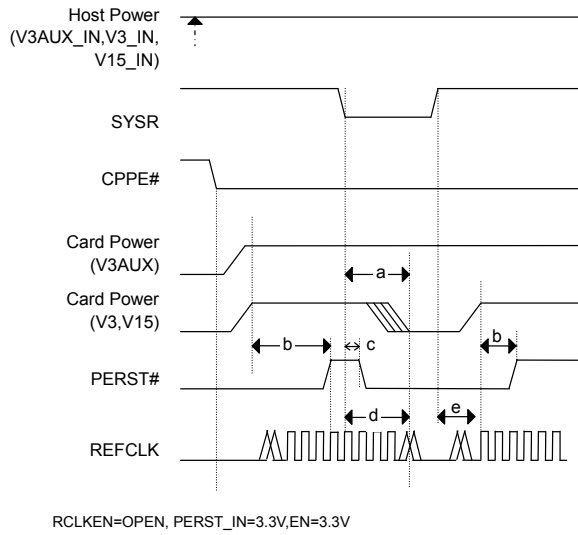 Host Power
(V3AUX_IN,V3_IN,
V15_IN)
SYSR
CPPE#
Card Power
(V3AUX)
a
Card Power
(V3,V15)
b
c
b
PERST#
d
e
REFCLK
RCLKEN=OPEN, PERST_IN=3.3V,EN=3.3V